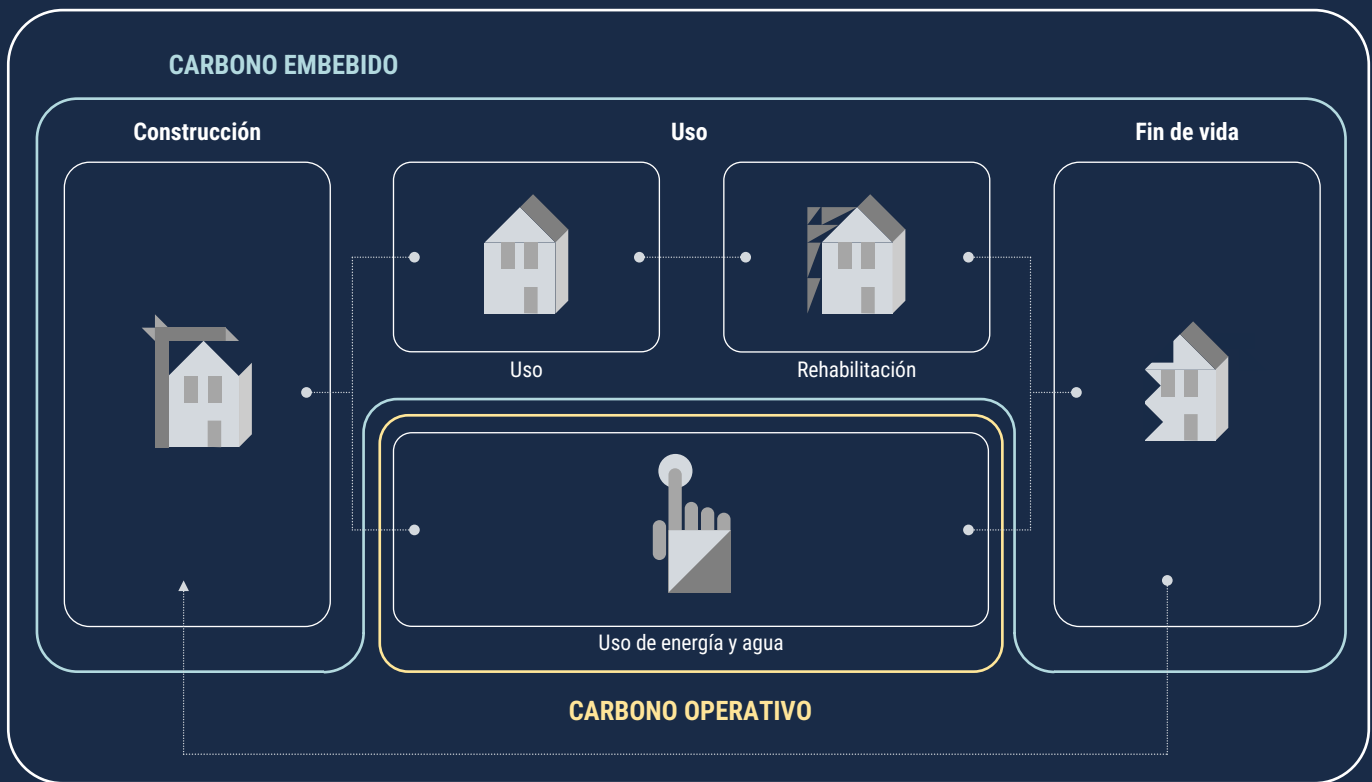 CARBONO EMBEBIDO
Construcción
Uso
Fin de vida
Uso
Rehabilitación
Uso de energía y agua
CARBONO OPERATIVO